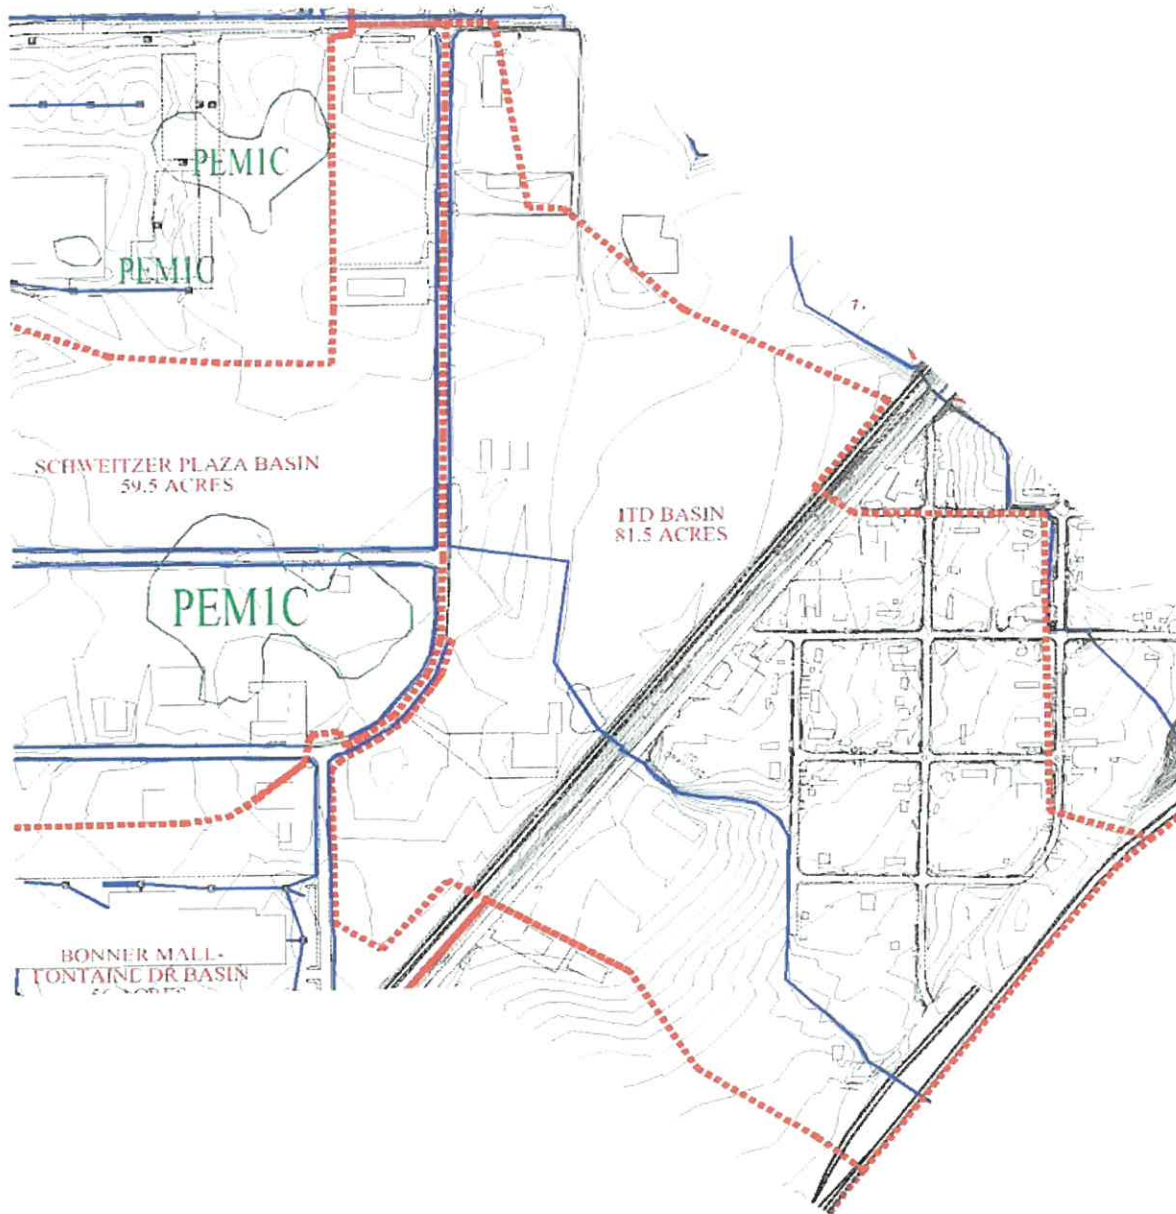 PEM1C
PEM1C
SCHWEITZER PLAZA BASIN
59.5 ACRES
ITD BASIN
81.5 ACRES
PEM1C
BONNER MALL-
FONTAINE DR BASIN